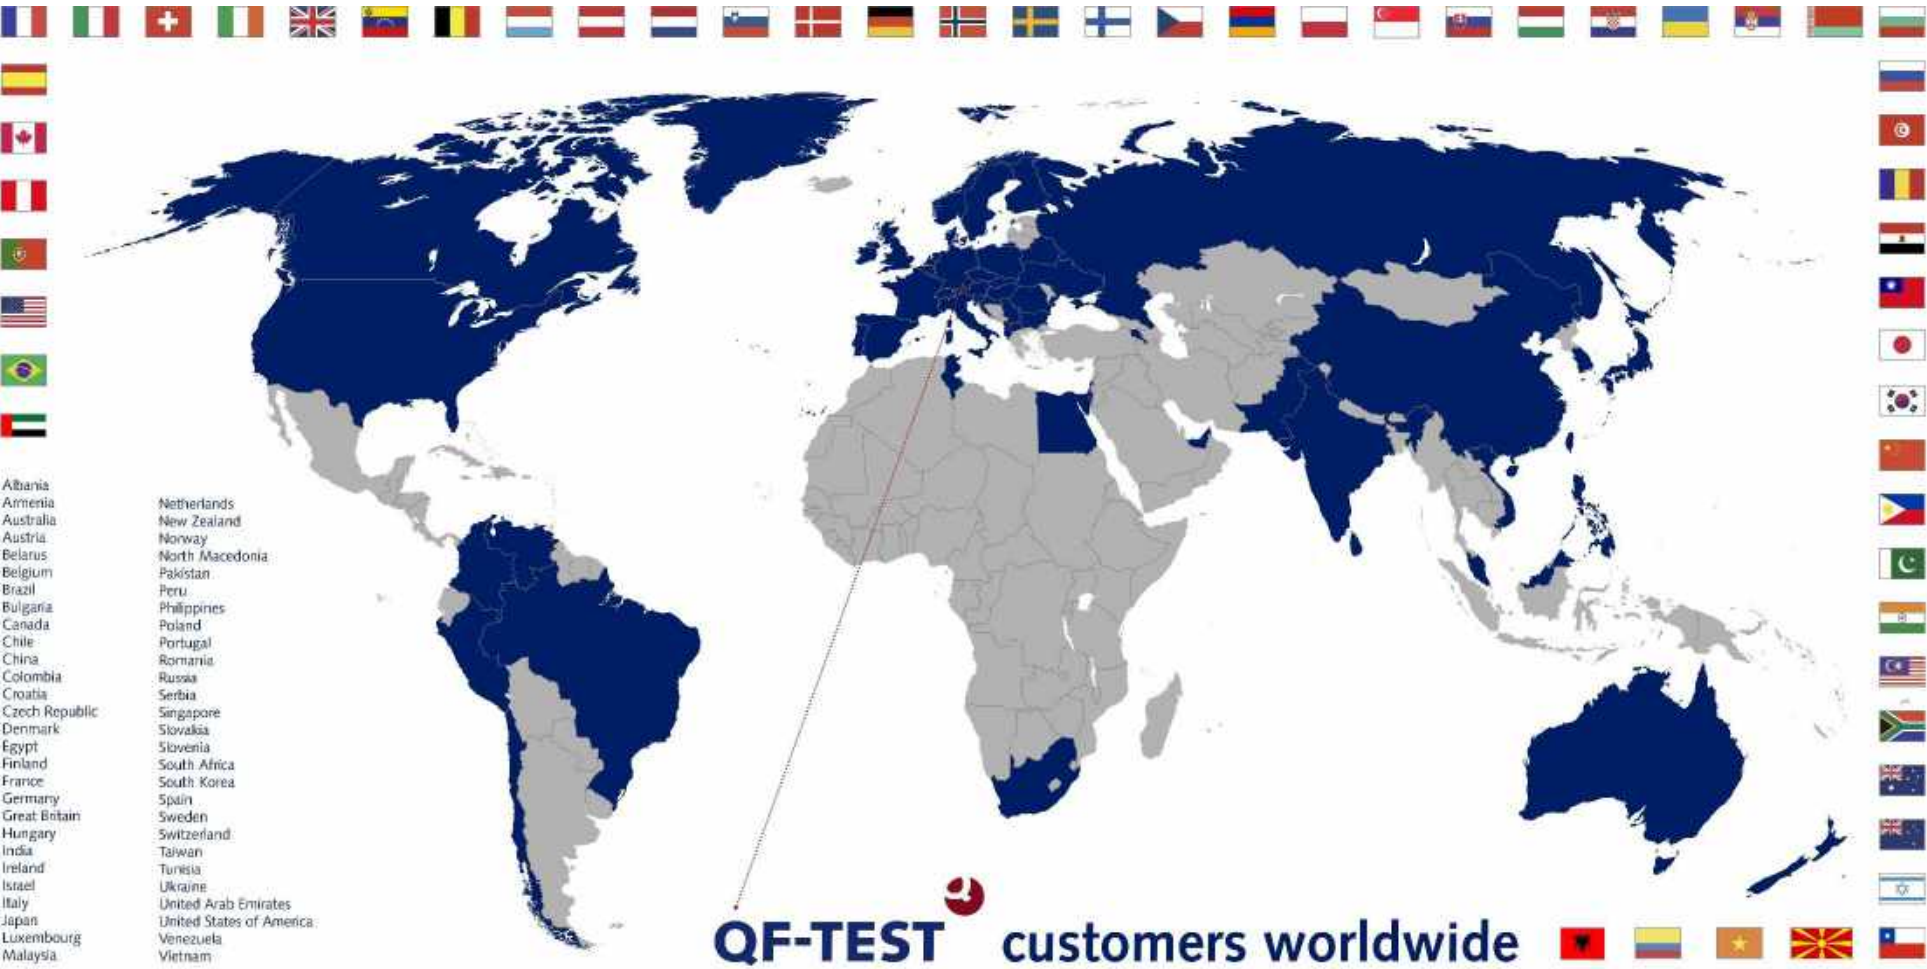 Albania
Armenia
Australia
Austria
Belarus
Belgium
Brazil
Bulgaria
Canada
Chile
China
Colombia
Croatia
Czech Republic
Denmark
Egypt
Finland
France
Germany
Great Britain
Hungary
India
Ireland
Israel
Italy
Japan
Luxembourg
Malaysia
Netherlands
New Zealand
Norway
North Macedonia
Pakistan
Peru
Philippines
Poland
Portugal
Romania
Russia
Serbia
Singapore
Slovakia
Slovenia
South Africa
South Korea
Spain
Sweden
Switzerland
Taiwan
Tunisia
Ukraine
United Arab Emirates
United States of America
Venezuela
Vietnam
QF-TEST customers worldwide